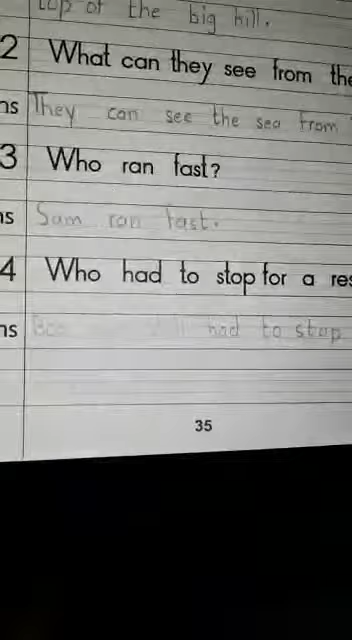 top of the big hill.
2 What can they see from the
ns They can see the sea from
3 Who ran fast?
ns Sam ran fast.
4 Who had to stop for a res
ns had to stop
35